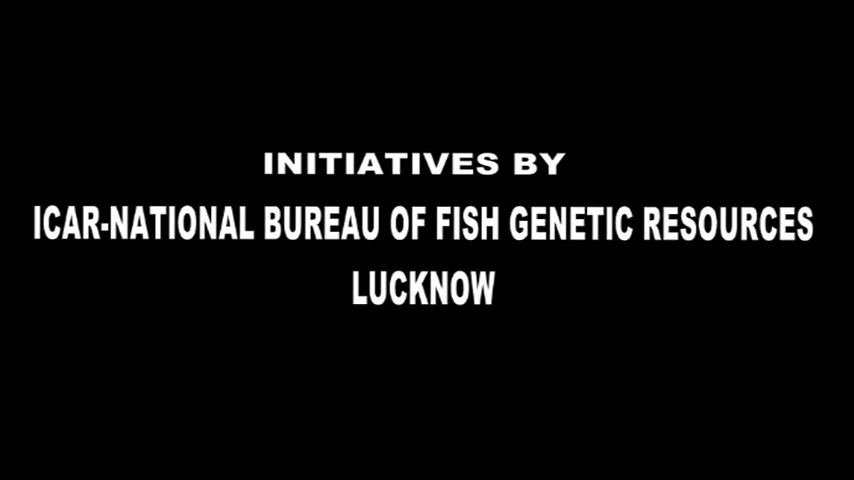 INITIATIVES BY
ICAR-NATIONAL BUREAU OF FISH GENETIC RESOURCES
LUCKNOW